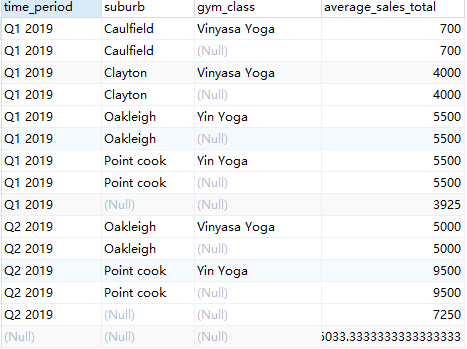 time_period suburb gym_class average_sales_total
Q1 2019 Caulfield Vinyasa Yoga 700
Q1 2019 Caulfield (Null) 700
Q1 2019 Clayton Vinyasa Yoga 4000
Q1 2019 Clayton (Null) 4000
Q1 2019 Oakleigh Yin Yoga 5500
Q1 2019 Oakleigh (Null) 5500
Q1 2019 Point cook Yin Yoga 5500
Q1 2019 Point cook (Null) 5500
Q1 2019 (Null) (Null) 3925
Q2 2019 Oakleigh Vinyasa Yoga 5000
Q2 2019 Oakleigh (Null) 5000
Q2 2019 Point cook Yin Yoga 9500
Q2 2019 Point cook (Null) 9500
Q2 2019 (Null) (Null) 7250
(Null) (Null) (Null) 5033.3333333333333333